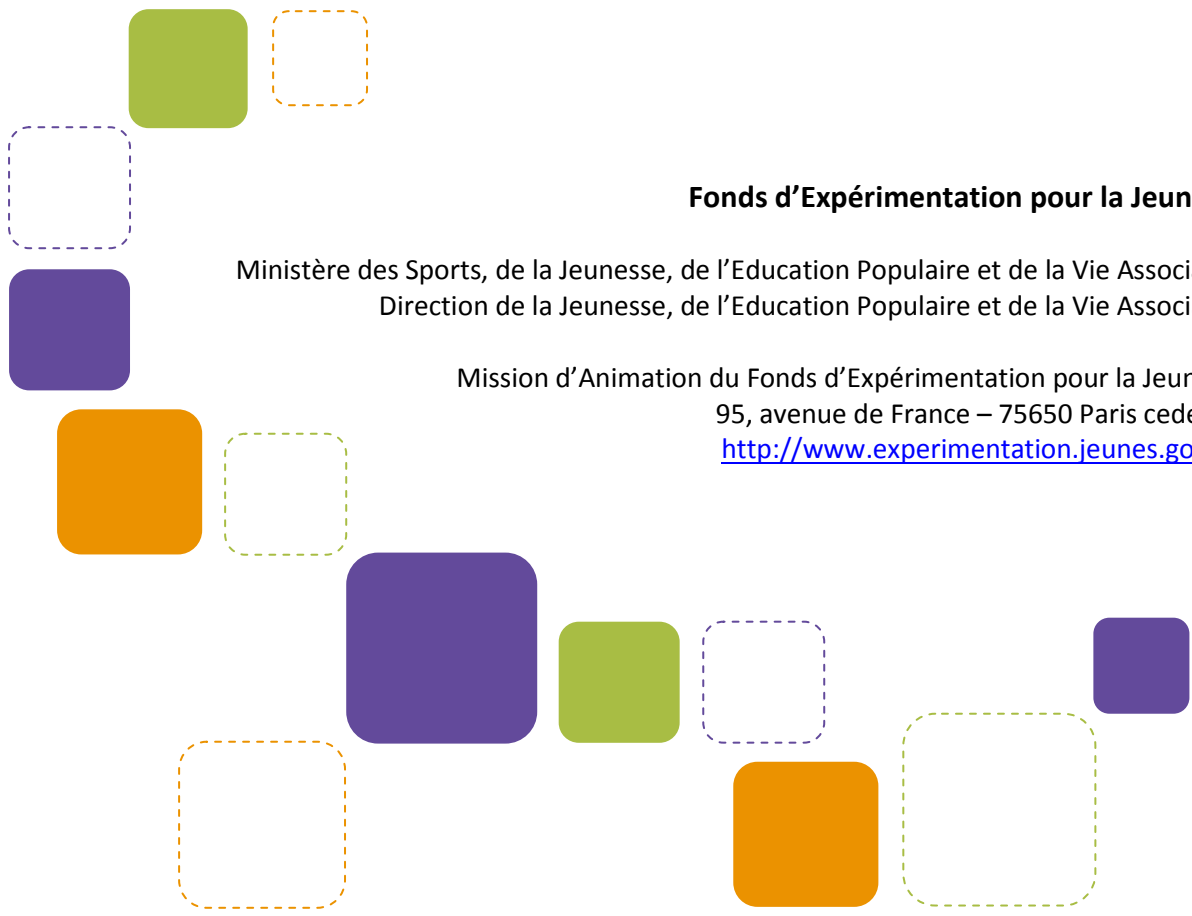 Fonds d’Expérimentation pour la Jeun
Ministère des Sports, de la Jeunesse, de l’Education Populaire et de la Vie Associ
Direction de la Jeunesse, de l’Education Populaire et de la Vie Associ
Mission d’Animation du Fonds d’Expérimentation pour la Jeun
95, avenue de France – 75650 Paris cede
http://www.experimentation.jeunes.go